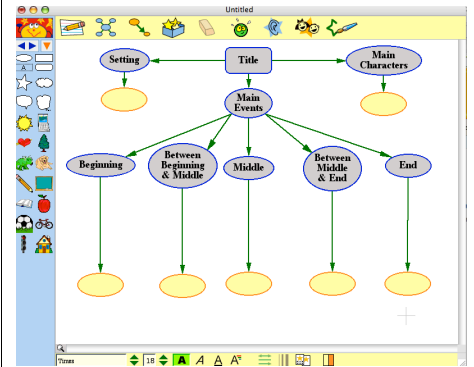 Untitled
Setting
Title
Main
Characters
Main
Events
Beginning
Between
Beginning
& Middle
Middle
Between
Middle
& End
End
A
Times
18
A A A A